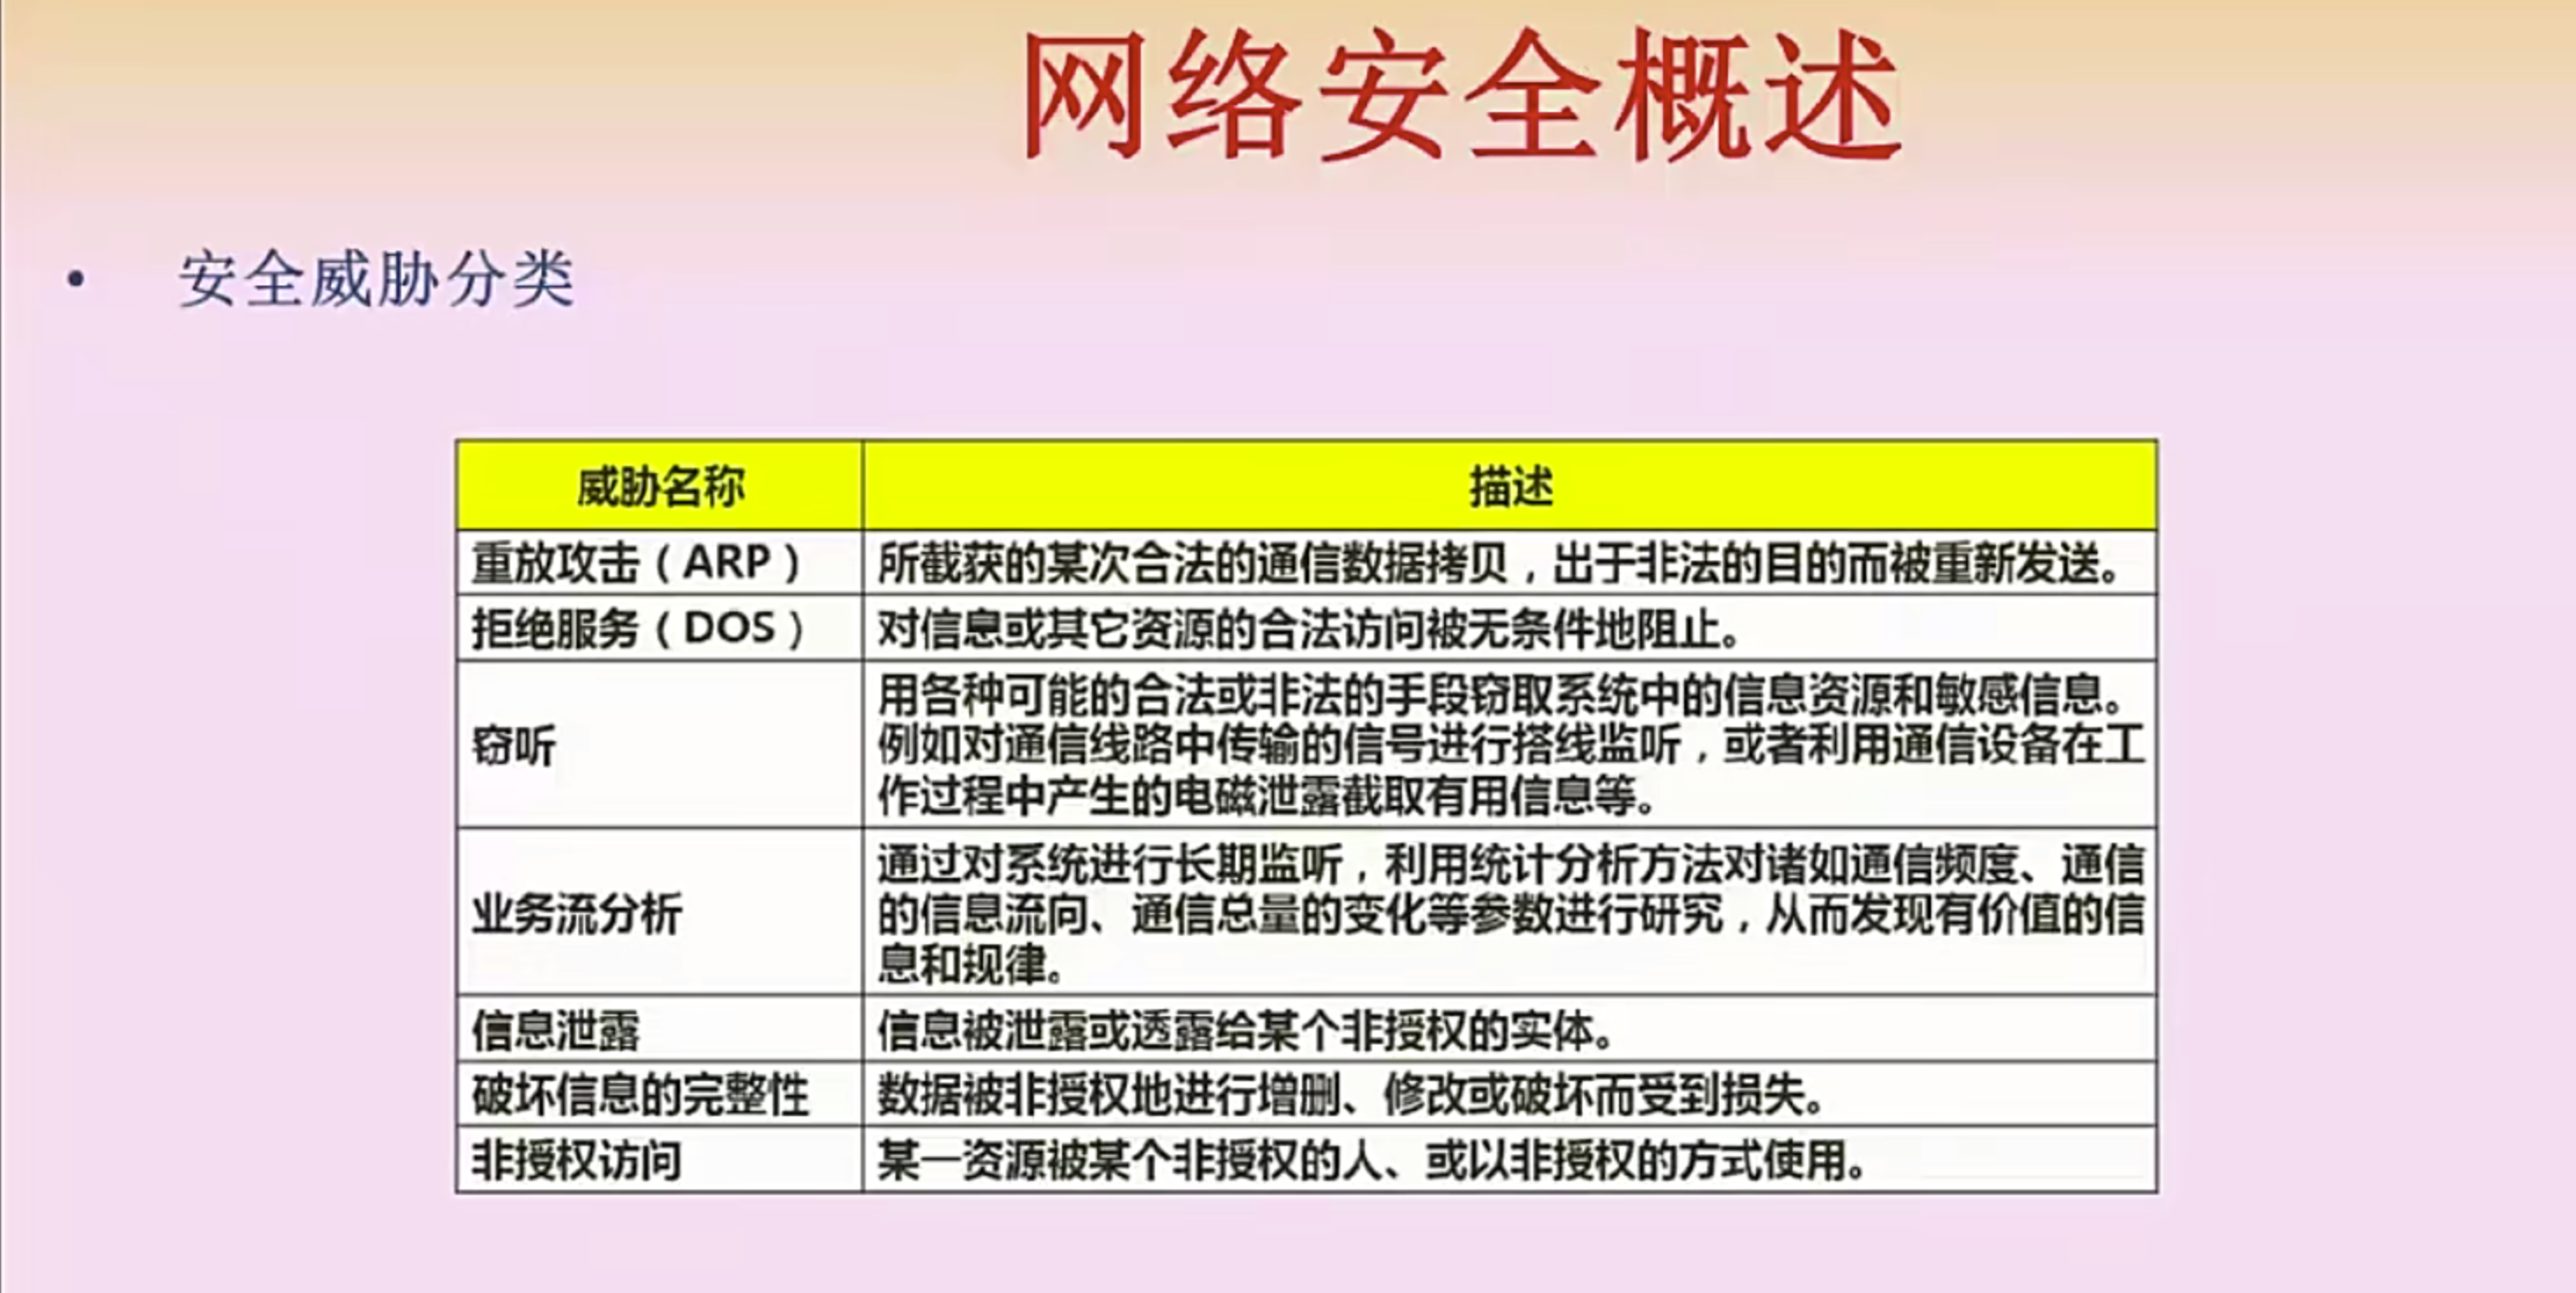 网络安全概述
• 安全威胁分类
威胁名称 描述
重放攻击（ARP） 所截获的某次合法的通信数据拷贝，出于非法的目的而被重新发送。
拒绝服务（DOS） 对信息或其它资源的合法访问被无条件地阻止。
窃听
用各种可能的合法或非法的手段窃取系统中的信息资源和敏感信息。
例如对通信线路中传输的信号进行搭线监听，或者利用通信设备在工
作过程中产生的电磁泄露截取有用信息等。
业务流分析
通过对系统进行长期监听，利用统计分析方法对诸如通信频度、通信
的信息流向、通信总量的变化等参数进行研究，从而发现有价值的信
息和规律。
信息泄露 信息被泄露或透露给某个非授权的实体。
破坏信息的完整性 数据被非授权地进行增删、修改或破坏而受到损失。
非授权访问 某一资源被某个非授权的人、或以非授权的方式使用。